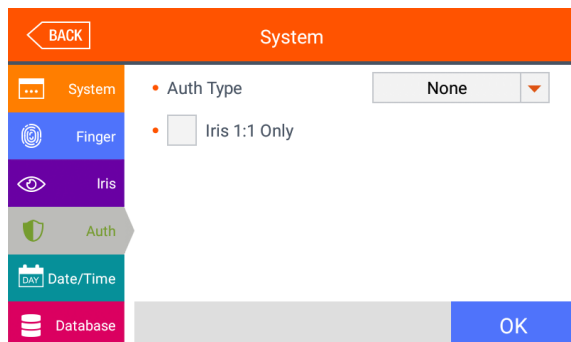 BACK
System
System
Auth Type
None
Finger
Iris 1:1 Only
Iris
Auth
DAY
Date/Time
Database
OK